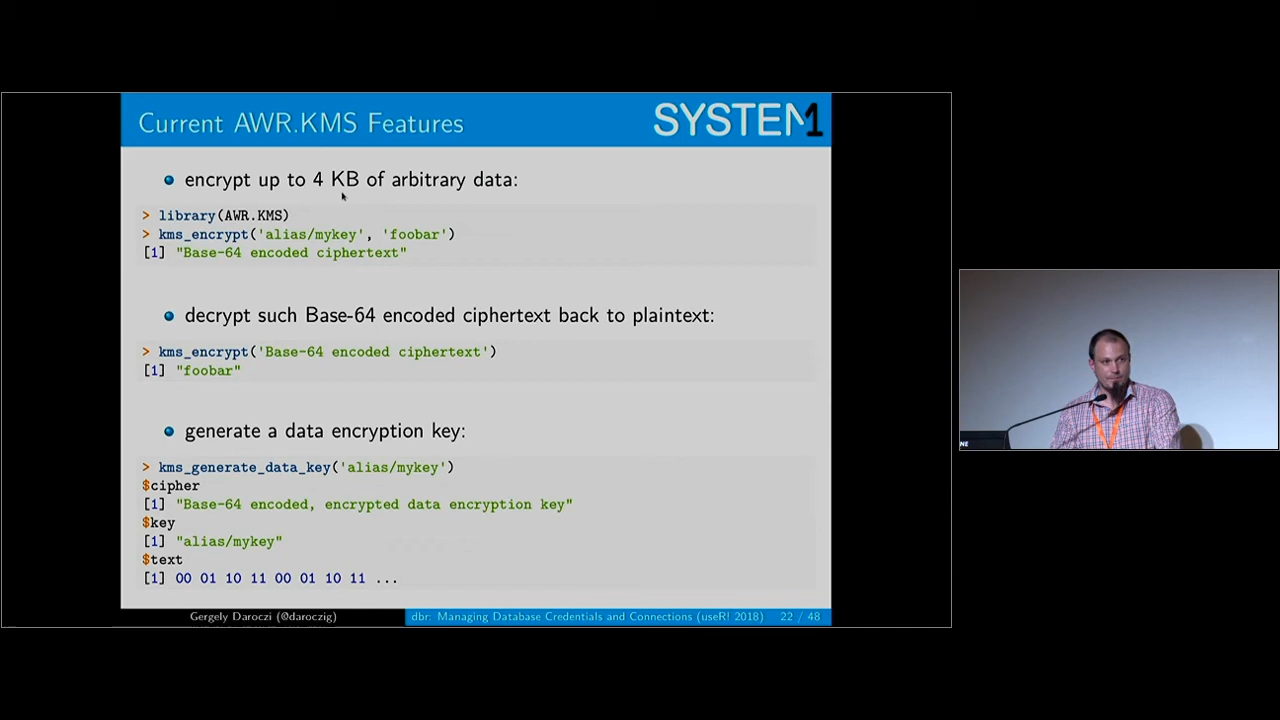 Current AWR.KMS Features
SYSTEM1
encrypt up to 4 KB of arbitrary data:
> library(AWR.KMS)
> kms_encrypt('alias/mykey', 'foobar')
[1] "Base-64 encoded ciphertext"
decrypt such Base-64 encoded ciphertext back to plaintext:
> kms_encrypt('Base-64 encoded ciphertext')
[1] "foobar"
generate a data encryption key:
> kms_generate_data_key('alias/mykey')
$cipher
[1] "Base-64 encoded, encrypted data encryption key"
$key
[1] "alias/mykey"
$text
[1] 00 01 10 11 00 01 10 11 ...
Gergely Daroczi (@daroczig)
dbr: Managing Database Credentials and Connections (useR! 2018)
22 / 48